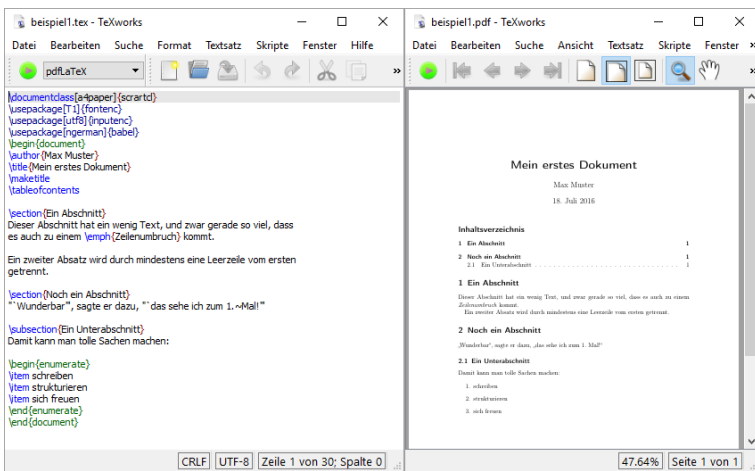 beispiel1.tex - TeXworks
Datei Bearbeiten Suche Format Textsatz Skripte Fenster Hilfe
pdfLaTeX
»
\documentclass[a4paper]{scrartcl}
\usepackage[T1]{fontenc}
\usepackage[utf8]{inputenc}
\usepackage[ngerman]{babel}
\begin{document}
\author{Max Muster}
\title{Mein erstes Dokument}
\maketitle
\tableofcontents
\section{Ein Abschnitt}
Dieser Abschnitt hat ein wenig Text, und zwar gerade so viel, dass
es auch zu einem \emph{Zeilenumbruch} kommt.
Ein zweiter Absatz wird durch mindestens eine Leerzeile vom ersten
getrennt.
\section{Noch ein Abschnitt}
"`Wunderbar"', sagte er dazu, "`das sehe ich zum 1.~Mal!"'
\subsection{Ein Unterabschnitt}
Damit kann man tolle Sachen machen:
\begin{enumerate}
\item schreiben
\item strukturieren
\item sich freuen
\end{enumerate}
\end{document}
CRLF UTF-8 Zeile 1 von 30; Spalte 0
beispiel1.pdf - TeXworks
Datei Bearbeiten Suche Ansicht Textsatz Skripte Fenster »
»
Mein erstes Dokument
Max Muster
18. Juli 2016
Inhaltsverzeichnis
1 Ein Abschnitt 1
2 Noch ein Abschnitt 1
2.1 Ein Unterabschnitt . . . . . . . . . . . . . . . . . . . . . . . . . . . . . . 1
1 Ein Abschnitt
Dieser Abschnitt hat ein wenig Text, und zwar gerade so viel, dass es auch zu einem
Zeilenumbruch kommt.
Ein zweiter Absatz wird durch mindestens eine Leerzeile vom ersten getrennt.
2 Noch ein Abschnitt
„Wunderbar“, sagte er dazu, „das sehe ich zum 1. Mal!“
2.1 Ein Unterabschnitt
Damit kann man tolle Sachen machen:
1. schreiben
2. strukturieren
3. sich freuen
47.64% Seite 1 von 1